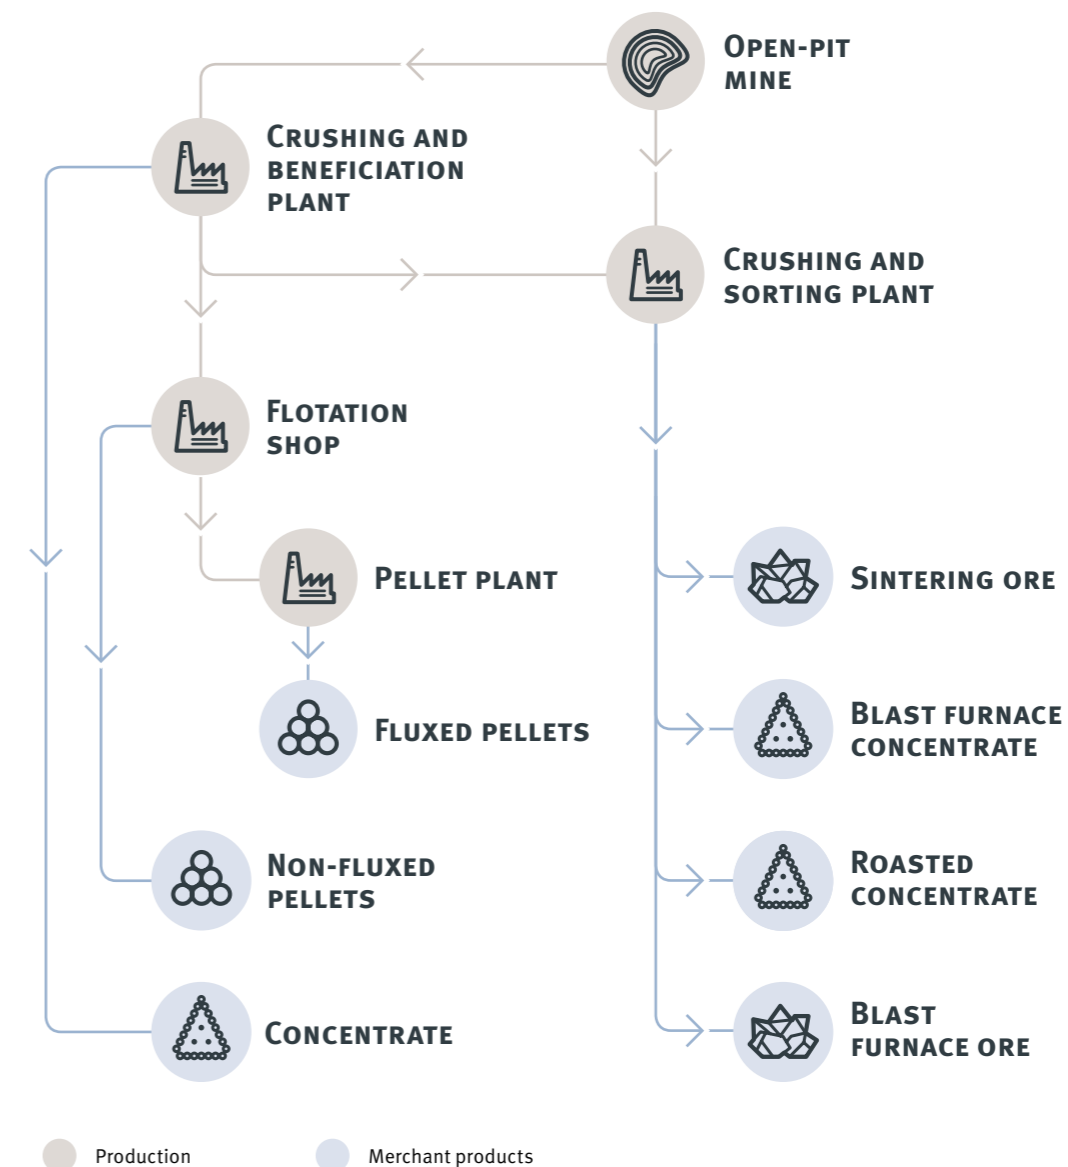 Open-pit
mine
Crushing and
beneficiation
plant
Crushing and
sorting plant
Flotation
shop
Pellet plant
Sintering ore
Fluxed pellets
Blast furnace
concentrate
Non-fluxed
pellets
Roasted
concentrate
Concentrate
Blast
furnace ore
Production
Merchant products